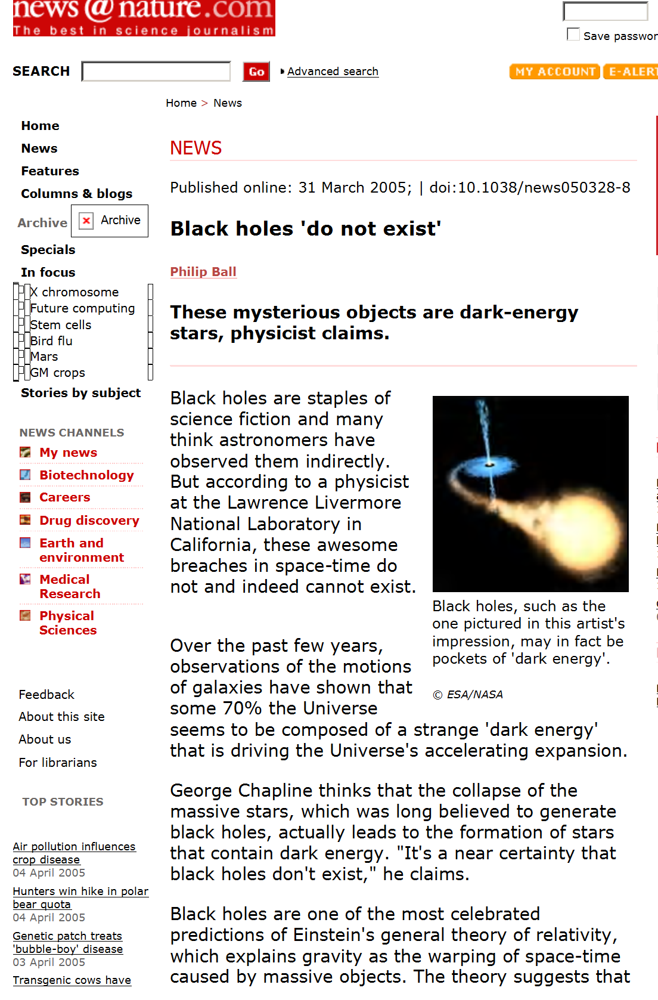 news@nature.com
The best in science journalism
Save passwor
SEARCH
Go
Advanced search
MY ACCOUNT
E-ALERT
Home > News
Home
News
Features
Columns & blogs
Archive
Archive
Specials
In focus
X chromosome
Future computing
Stem cells
Bird flu
Mars
GM crops
Stories by subject
NEWS CHANNELS
My news
Biotechnology
Careers
Drug discovery
Earth and
environment
Medical
Research
Physical
Sciences
Feedback
About this site
About us
For librarians
TOP STORIES
Air pollution influences
crop disease
04 April 2005
Hunters win hike in polar
bear quota
04 April 2005
Genetic patch treats
'bubble-boy' disease
03 April 2005
Transgenic cows have
NEWS
Published online: 31 March 2005; | doi:10.1038/news050328-8
Black holes 'do not exist'
Philip Ball
These mysterious objects are dark-energy
stars, physicist claims.
Black holes are staples of
science fiction and many
think astronomers have
observed them indirectly.
But according to a physicist
at the Lawrence Livermore
National Laboratory in
California, these awesome
breaches in space-time do
not and indeed cannot exist.
Black holes, such as the
one pictured in this artist's
impression, may in fact be
pockets of 'dark energy'.
© ESA/NASA
Over the past few years,
observations of the motions
of galaxies have shown that
some 70% the Universe
seems to be composed of a strange 'dark energy'
that is driving the Universe's accelerating expansion.
George Chapline thinks that the collapse of the
massive stars, which was long believed to generate
black holes, actually leads to the formation of stars
that contain dark energy. "It's a near certainty that
black holes don't exist," he claims.
Black holes are one of the most celebrated
predictions of Einstein's general theory of relativity,
which explains gravity as the warping of space-time
caused by massive objects. The theory suggests that